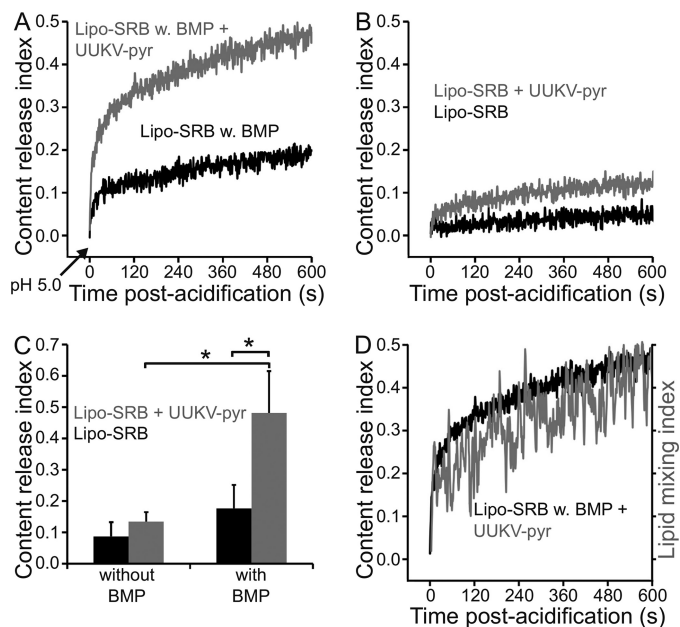 A
Content release index
0.5
0.4
0.3
0.2
0.1
0.0
Lipo-SRB w. BMP +
UUKV-pyr
Lipo-SRB w. BMP
pH 5.0
0 120 240 360 480 600
Time post-acidification (s)
B
Content release index
0.5
0.4
0.3
0.2
0.1
0.0
Lipo-SRB + UUKV-pyr
Lipo-SRB
0 120 240 360 480 600
Time post-acidification (s)
C
Content release index
0.7
0.6
0.5
0.4
0.3
0.2
0.1
0.0
* *
Lipo-SRB + UUKV-pyr
Lipo-SRB
without
BMP
with
BMP
D
Content release index
0.5
0.4
0.3
0.2
0.1
0.0
Lipo-SRB w. BMP +
UUKV-pyr
Lipid mixing index
0 120 240 360 480 600
Time post-acidification (s)